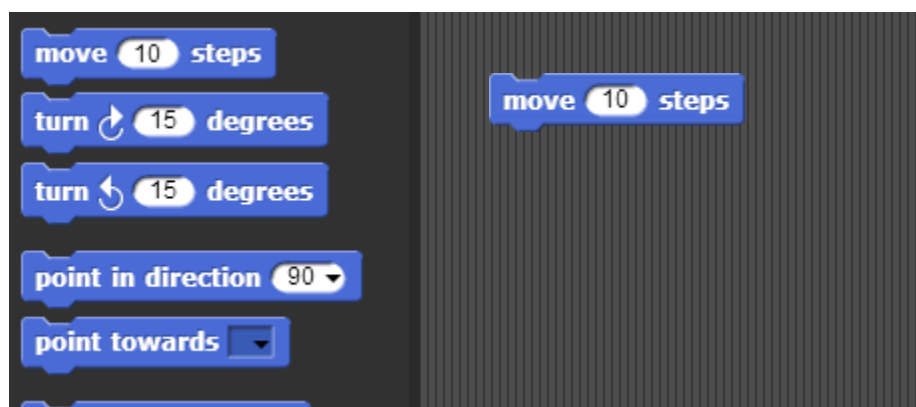 move 10 steps
turn 15 degrees
turn 15 degrees
point in direction 90
point towards
move 10 steps